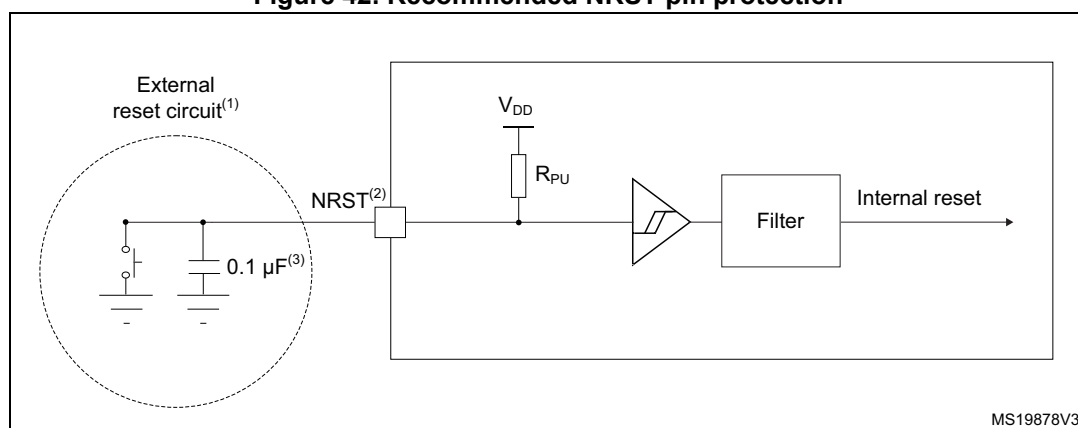 Figure 42. Recommended NRST pin protection
External
reset circuit(1)
VDD
RPU
NRST(2)
Filter
Internal reset
0.1 µF(3)
MS19878V3